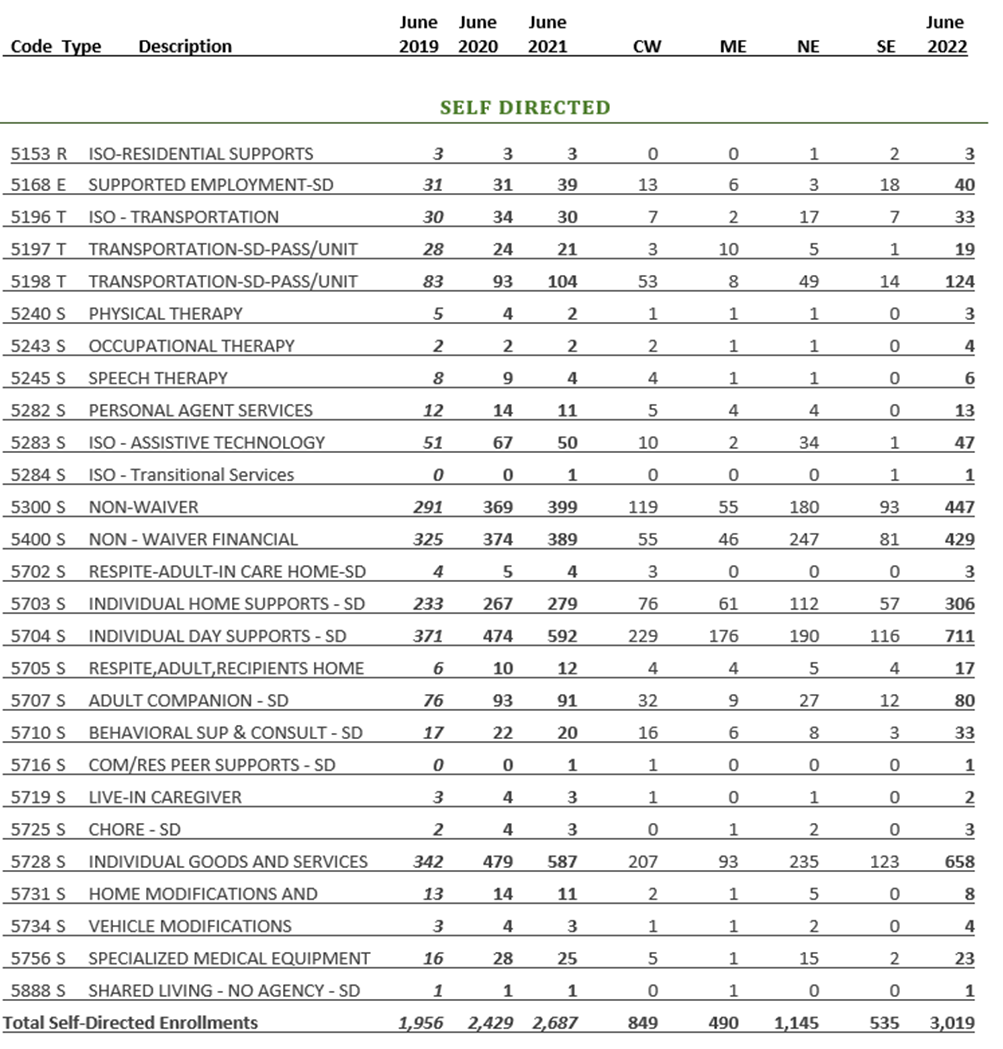 June June June June
Code Type Description 2019 2020 2021 CW ME NE SE 2022
SELF DIRECTED
5153 R ISO-RESIDENTIAL SUPPORTS 3 3 3 0 0 1 2 3
5168 E SUPPORTED EMPLOYMENT-SD 31 31 39 13 6 3 18 40
5196 T ISO - TRANSPORTATION 30 34 30 7 2 17 7 33
5197 T TRANSPORTATION-SD-PASS/UNIT 28 24 21 3 10 5 1 19
5198 T TRANSPORTATION-SD-PASS/UNIT 83 93 104 53 8 49 14 124
5240 S PHYSICAL THERAPY 5 4 2 1 1 1 0 3
5243 S OCCUPATIONAL THERAPY 2 2 2 2 1 1 0 4
5245 S SPEECH THERAPY 8 9 4 4 1 1 0 6
5282 S PERSONAL AGENT SERVICES 12 14 11 5 4 4 0 13
5283 S ISO - ASSISTIVE TECHNOLOGY 51 67 50 10 2 34 1 47
5284 S ISO - Transitional Services 0 0 1 0 0 0 1 1
5300 S NON-WAIVER 291 369 399 119 55 180 93 447
5400 S NON - WAIVER FINANCIAL 325 374 389 55 46 247 81 429
5702 S RESPITE-ADULT-IN CARE HOME-SD 4 5 4 3 0 0 0 3
5703 S INDIVIDUAL HOME SUPPORTS - SD 233 267 279 76 61 112 57 306
5704 S INDIVIDUAL DAY SUPPORTS - SD 371 474 592 229 176 190 116 711
5705 S RESPITE,ADULT,RECIPIENTS HOME 6 10 12 4 4 5 4 17
5707 S ADULT COMPANION - SD 76 93 91 32 9 27 12 80
5710 S BEHAVIORAL SUP & CONSULT - SD 17 22 20 16 6 8 3 33
5716 S COM/RES PEER SUPPORTS - SD 0 0 1 1 0 0 0 1
5719 S LIVE-IN CAREGIVER 3 4 3 1 0 1 0 2
5725 S CHORE - SD 2 4 3 0 1 2 0 3
5728 S INDIVIDUAL GOODS AND SERVICES 342 479 587 207 93 235 123 658
5731 S HOME MODIFICATIONS AND 13 14 11 2 1 5 0 8
5734 S VEHICLE MODIFICATIONS 3 4 3 1 1 2 0 4
5756 S SPECIALIZED MEDICAL EQUIPMENT 16 28 25 5 1 15 2 23
5888 S SHARED LIVING - NO AGENCY - SD 1 1 1 0 1 0 0 1
Total Self-Directed Enrollments 1,956 2,429 2,687 849 490 1,145 535 3,019